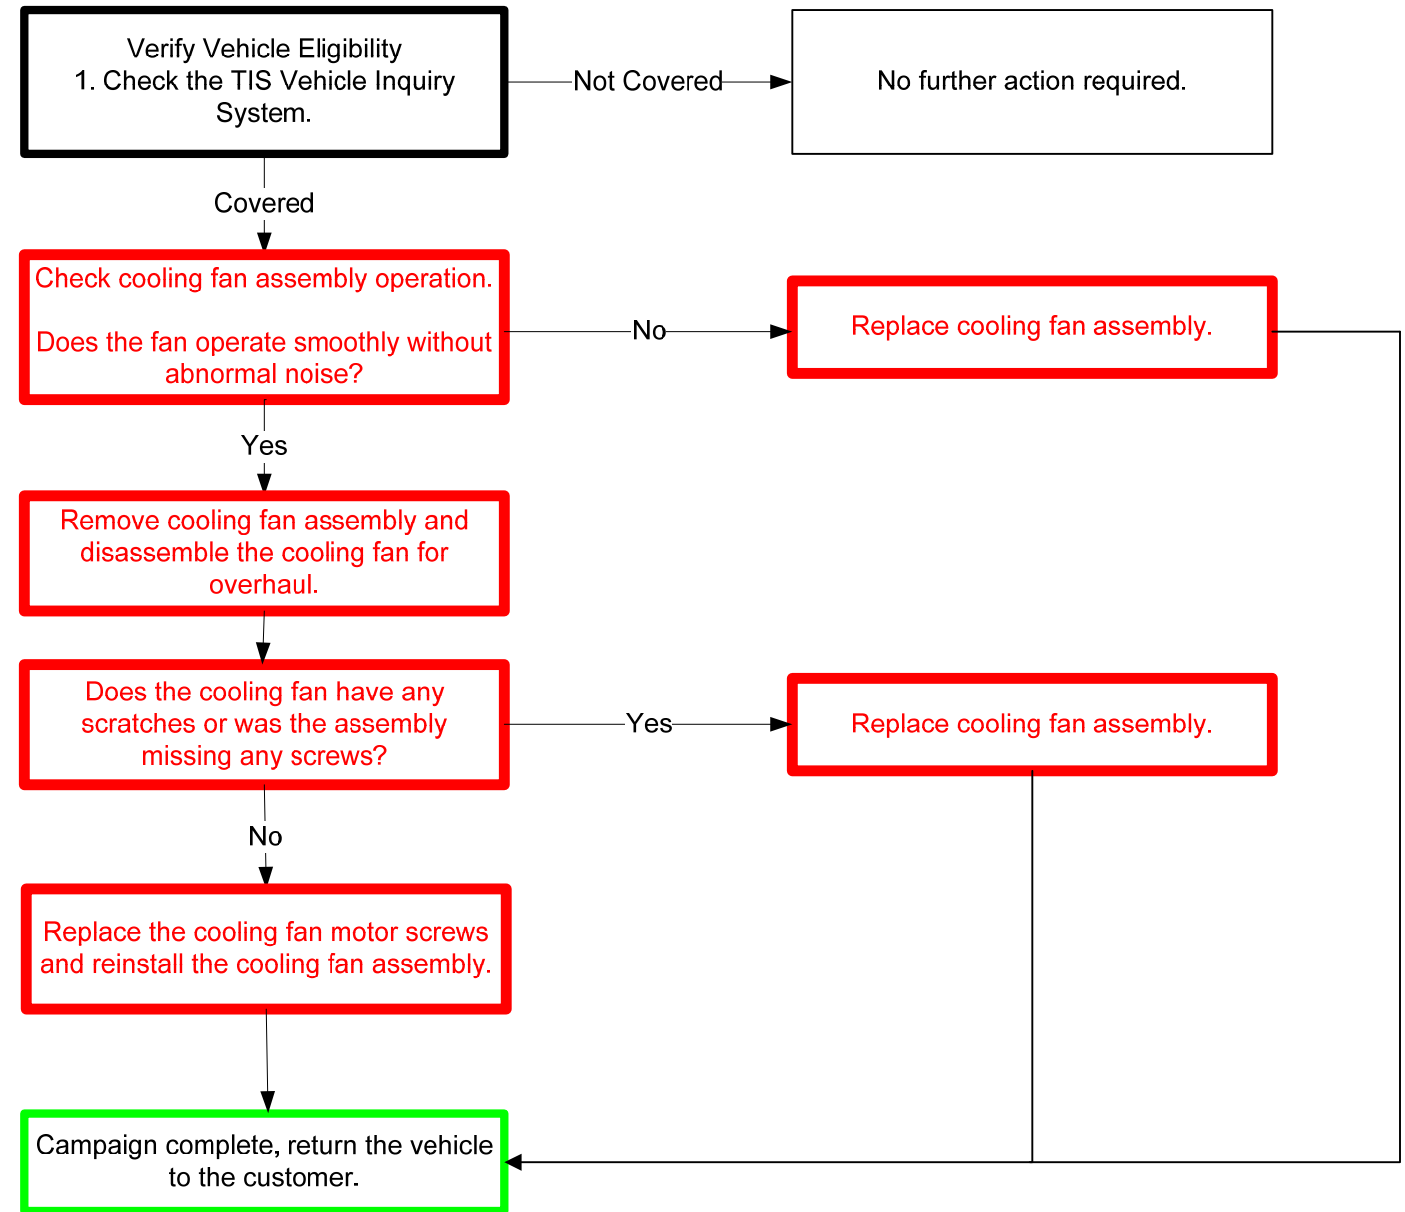 Verify Vehicle Eligibility
1. Check the TIS Vehicle Inquiry
System.
Not Covered
No further action required.
Covered
Check cooling fan assembly operation.
Does the fan operate smoothly without
abnormal noise?
No
Replace cooling fan assembly.
Yes
Remove cooling fan assembly and
disassemble the cooling fan for
overhaul.
Does the cooling fan have any
scratches or was the assembly
missing any screws?
Yes
Replace cooling fan assembly.
No
Replace the cooling fan motor screws
and reinstall the cooling fan assembly.
Campaign complete, return the vehicle
to the customer.